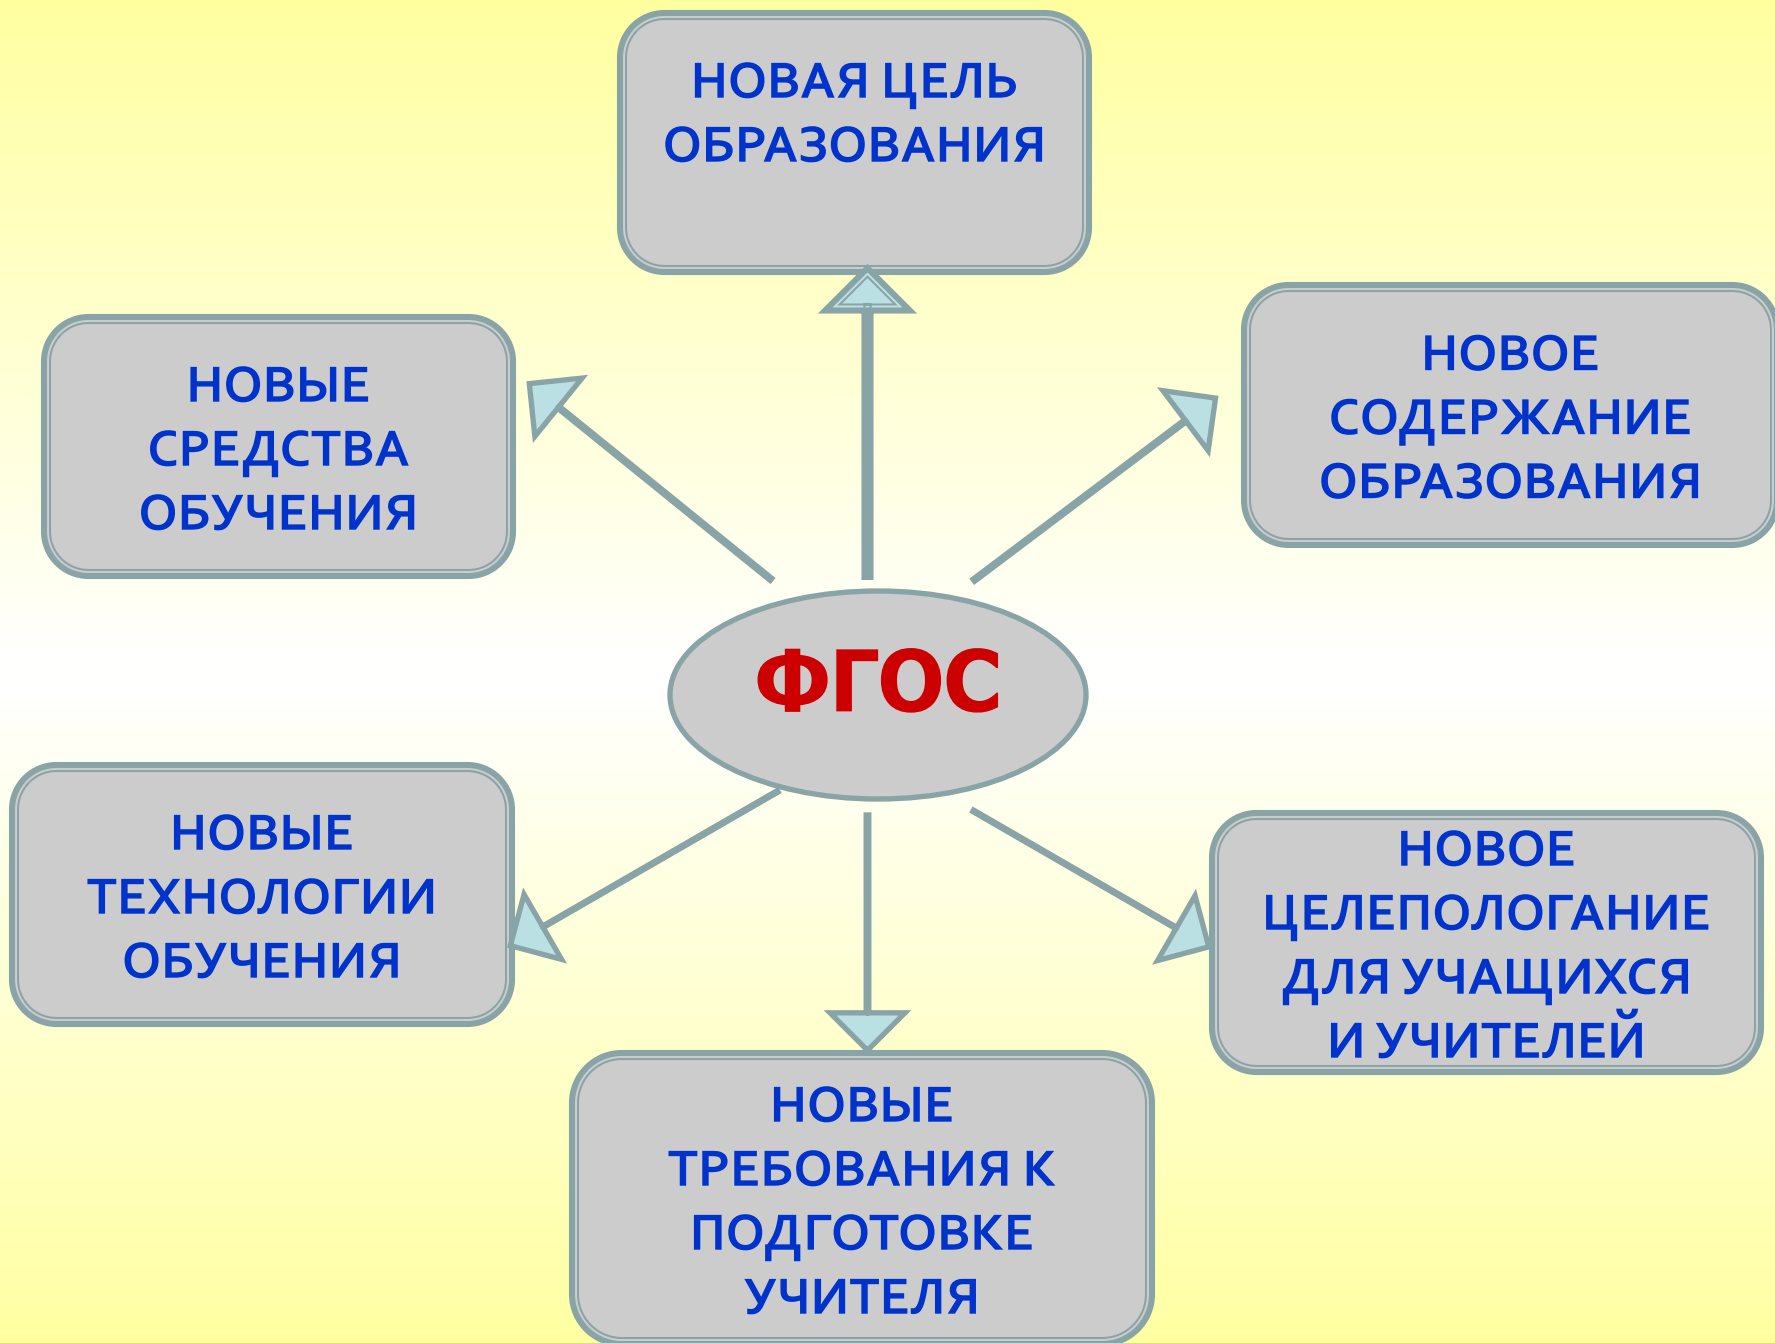 НОВАЯ ЦЕЛЬ
ОБРАЗОВАНИЯ
НОВЫЕ
СРЕДСТВА
ОБУЧЕНИЯ
НОВОЕ
СОДЕРЖАНИЕ
ОБРАЗОВАНИЯ
ФГОС
НОВЫЕ
ТЕХНОЛОГИИ
ОБУЧЕНИЯ
НОВОЕ
ЦЕЛЕПОЛОГАНИЕ
ДЛЯ УЧАЩИХСЯ
И УЧИТЕЛЕЙ
НОВЫЕ
ТРЕБОВАНИЯ К
ПОДГОТОВКЕ
УЧИТЕЛЯ